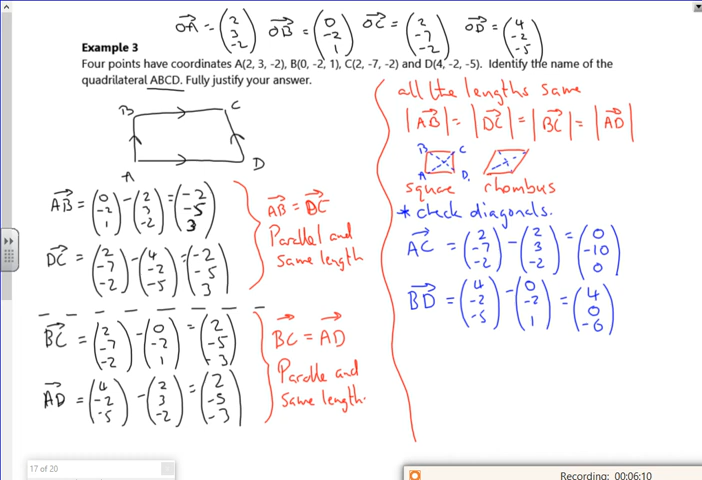 OA = (2 3 -2) OB = (0 -2 1) OC = (2 -7 -2) OD = (4 -2 -5)
Example 3
Four points have coordinates A(2, 3, -2), B(0, -2, 1), C(2, -7, -2) and D(4, -2, -5). Identify the name of the
quadrilateral ABCD. Fully justify your answer.
B C
A D
AB = (0 -2 1) - (2 3 -2) = (-2 -5 3)
DC = (2 -7 -2) - (4 -2 -5) = (-2 -5 3)
AB = DC
Parallel and
same length
BC = (2 -7 -2) - (0 -2 1) = (2 -5 -3)
AD = (4 -2 -5) - (2 3 -2) = (2 -5 -3)
BC = AD
Paralle and
same length.
all the lengths same
|AB| = |DC| = |BC| = |AD|
B C
A D
square rhombus
* check diagonals.
AC = (2 -7 -2) - (2 3 -2) = (0 -10 0)
BD = (4 -2 -5) - (0 -2 1) = (4 0 -6)
17 of 20
Recording: 00:06:10